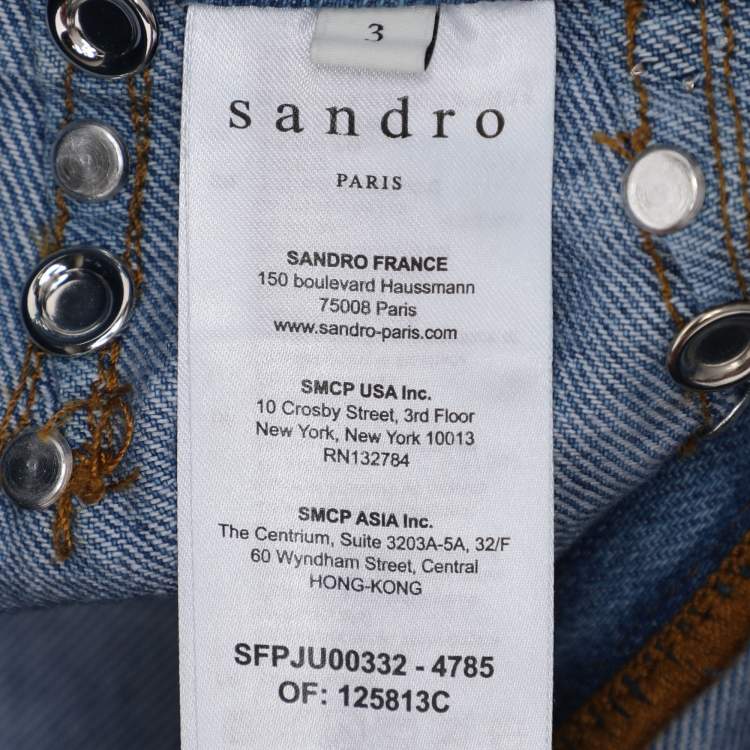 3
sandro
PARIS
SANDRO FRANCE
150 boulevard Haussmann
75008 Paris
www.sandro-paris.com
SMCP USA Inc.
10 Crosby Street, 3rd Floor
New York, New York 10013
RN132784
SMCP ASIA Inc.
The Centrium, Suite 3203A-5A, 32/F
60 Wyndham Street, Central
HONG-KONG
SFPJU00332 - 4785
OF: 125813C